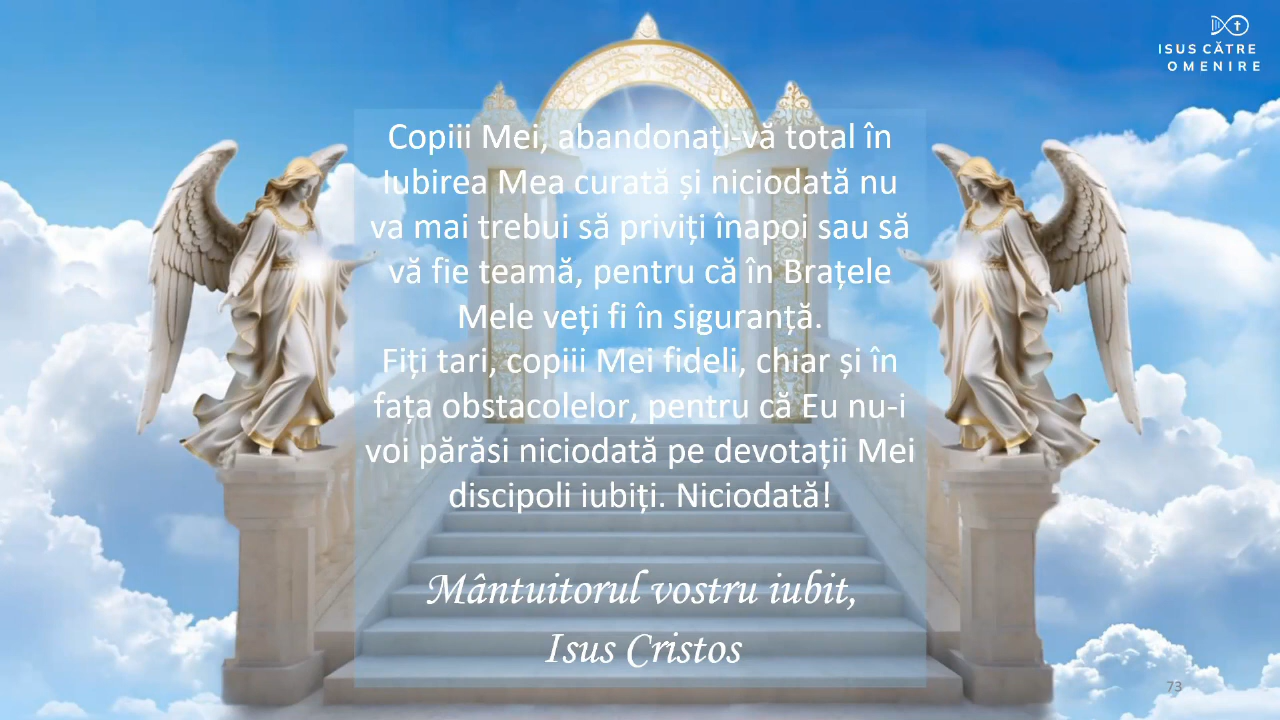 ISUS CĂTRE
OMENIRE
Copiii Mei, abandonați-vă total în
Iubirea Mea curată și niciodată nu
va mai trebui să priviți înapoi sau să
vă fie teamă, pentru că în Brațele
Mele veți fi în siguranță.
Fiți tari, copiii Mei fideli, chiar și în
fața obstacolelor, pentru că Eu nu-i
voi părăsi niciodată pe devotații Mei
discipoli iubiți. Niciodată!
Mântuitorul vostru iubit,
Isus Cristos
73